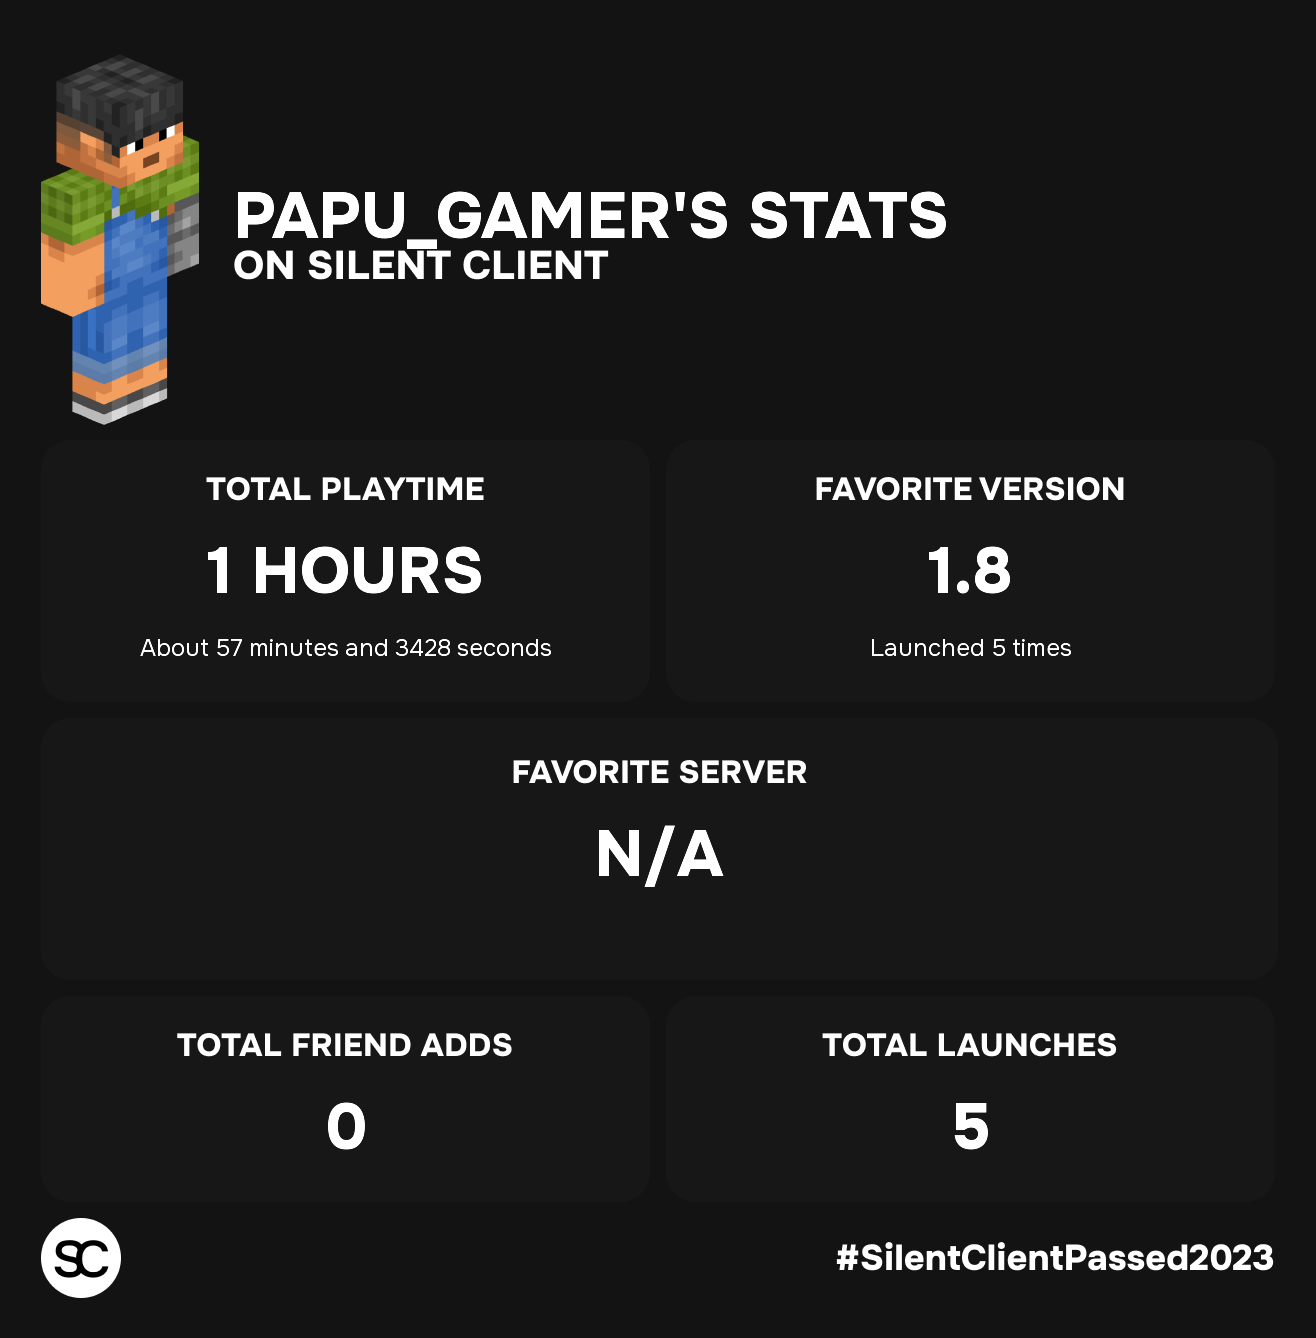 PAPU_GAMER'S STATS
ON SILENT CLIENT
TOTAL PLAYTIME
1 HOURS
About 57 minutes and 3428 seconds
FAVORITE VERSION
1.8
Launched 5 times
FAVORITE SERVER
N/A
TOTAL FRIEND ADDS
0
TOTAL LAUNCHES
5
SC
#SilentClientPassed2023